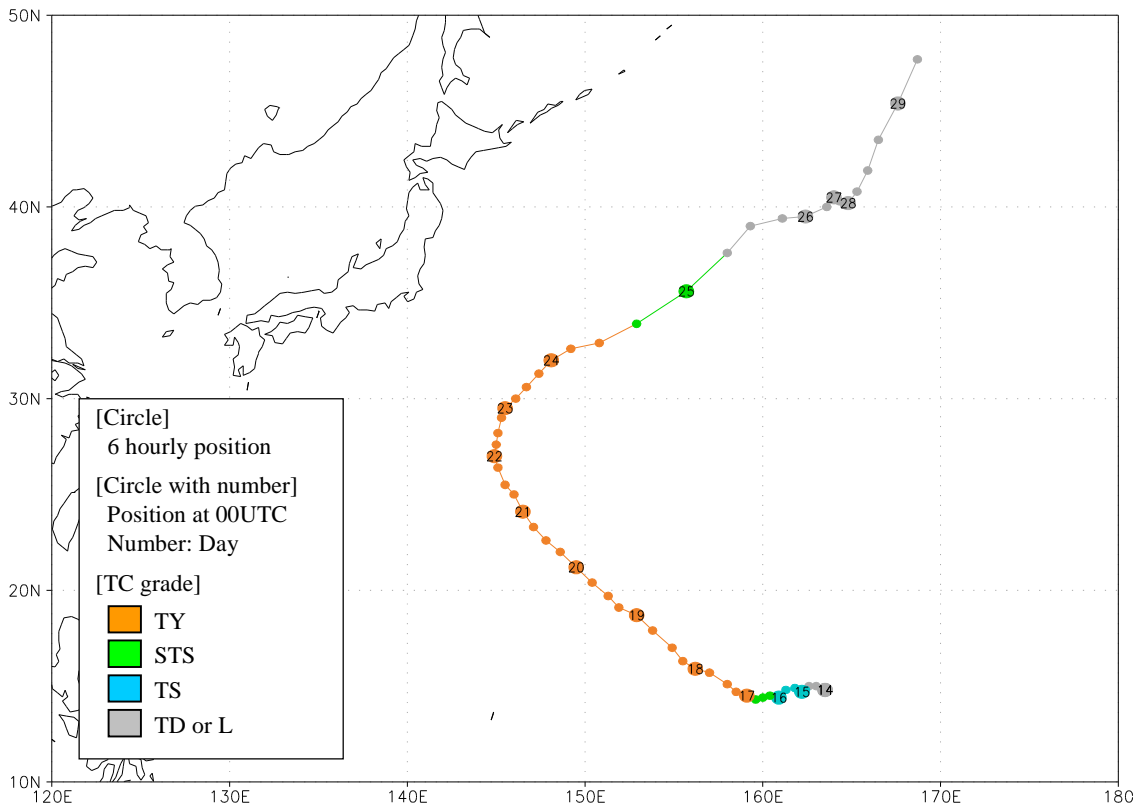 50N
40N
30N
20N
10N
120E 130E 140E 150E 160E 170E 180
29
27
28
26
25
24
23
22
21
20
19
18
17
16
15
14
[Circle]
6 hourly position
[Circle with number]
Position at 00UTC
Number: Day
[TC grade]
TY
STS
TS
TD or L